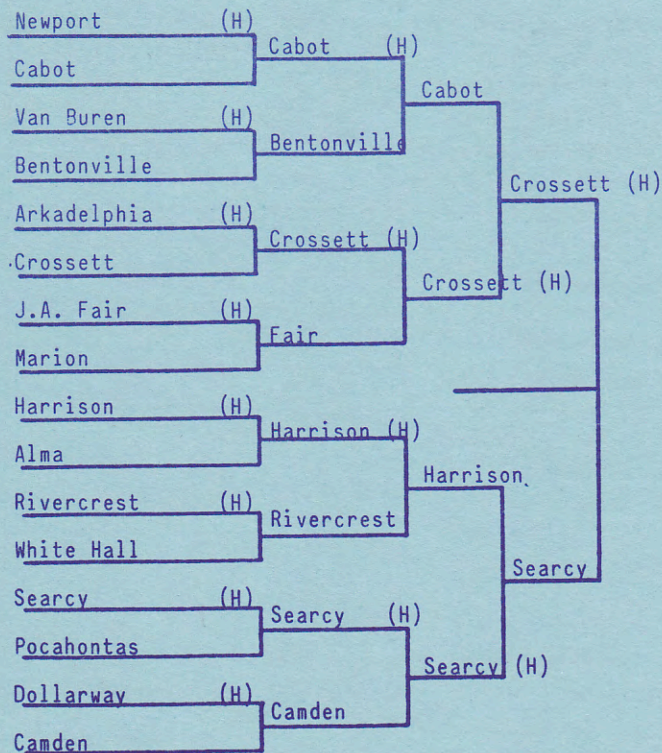 Newport (H)
Cabot
Van Buren (H)
Bentonville
Arkadelphia (H)
Crossett
J.A. Fair (H)
Marion
Harrison (H)
Alma
Rivercrest (H)
White Hall
Searcy (H)
Pocahontas
Dollarway (H)
Camden
Cabot (H)
Bentonville
Crossett (H)
Fair
Harrison (H)
Rivercrest
Searcy (H)
Camden
Cabot
Crossett (H)
Harrison
Searcy (H)
Crossett (H)
Searcy